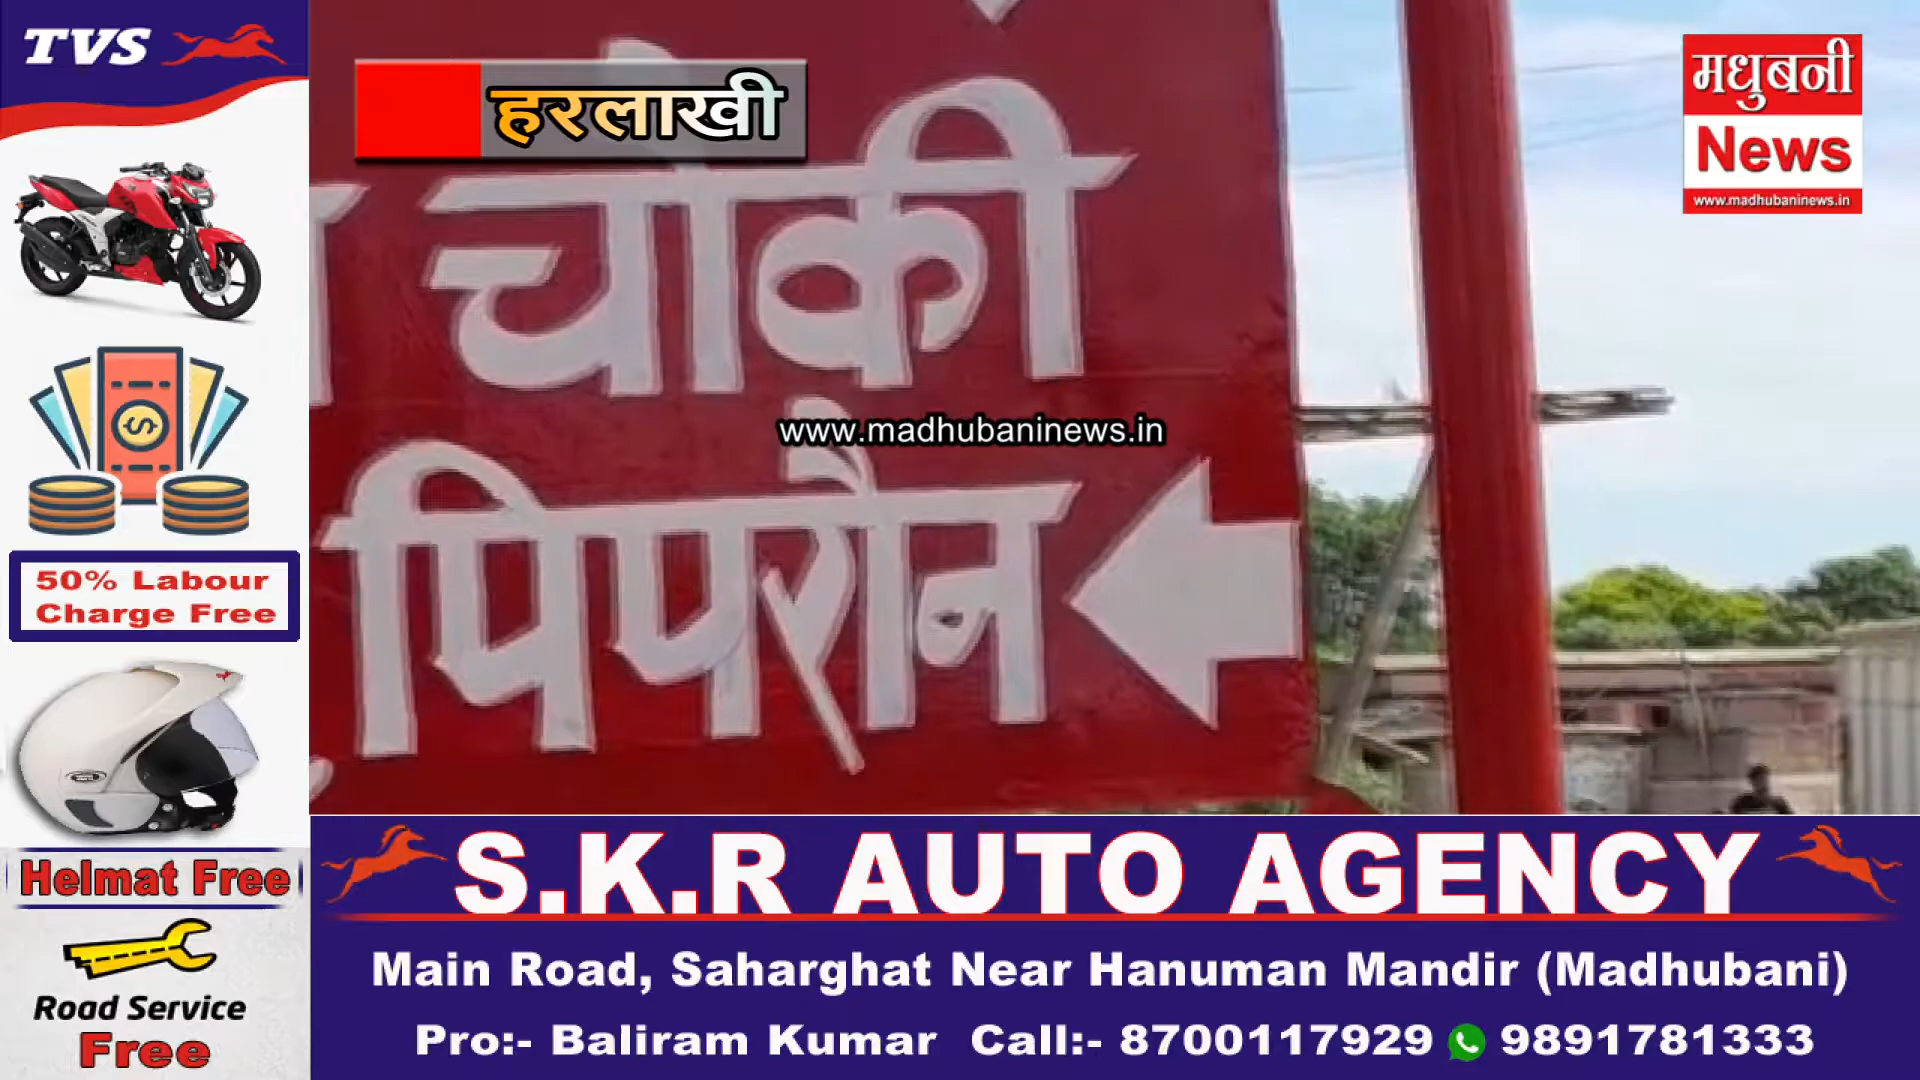 TVS
हरलाखी
मधुबनी
News
www.madhubaninews.in
चौकी
www.madhubaninews.in
पिपरौन
50% Labour
Charge Free
Helmat Free
Road Service
Free
S.K.R AUTO AGENCY
Main Road, Saharghat Near Hanuman Mandir (Madhubani)
Pro:- Baliram Kumar Call:- 8700117929 9891781333